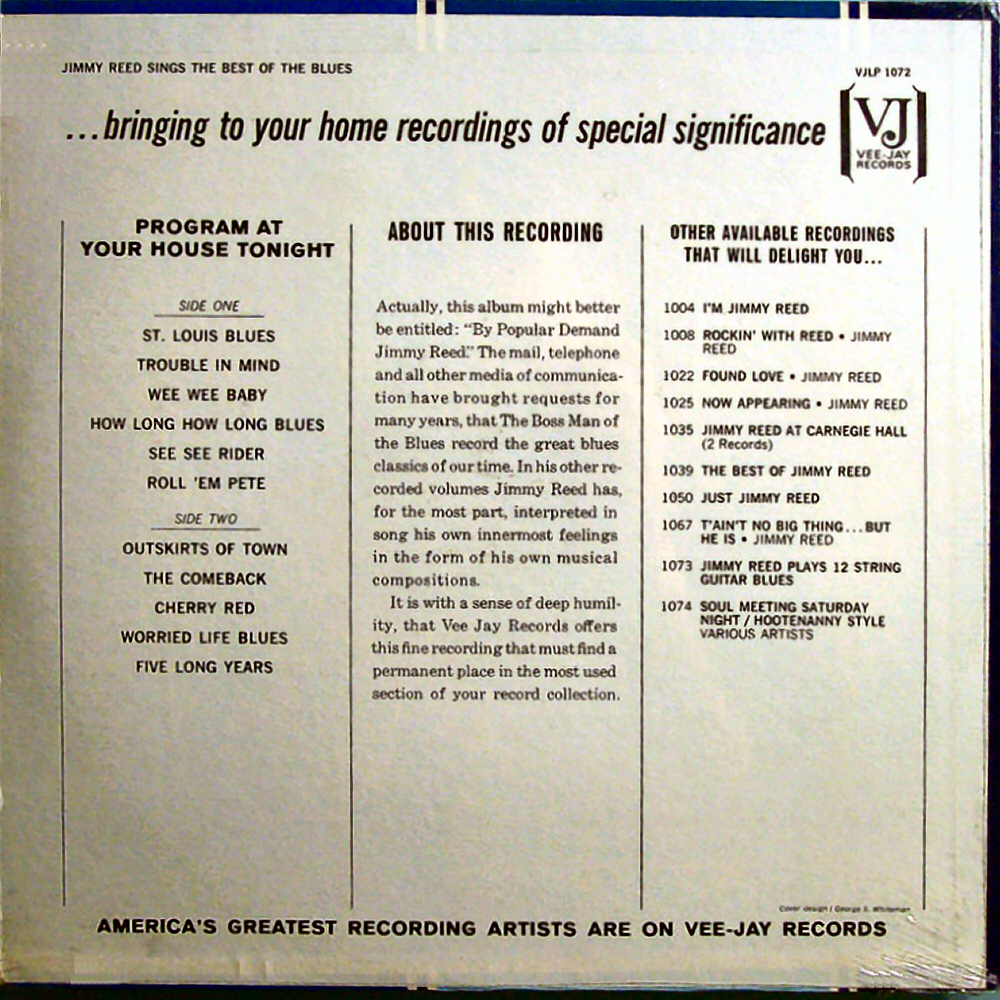 JIMMY REED SINGS THE BEST OF THE BLUES
VJLP 1072
...bringing to your home recordings of special significance
VJ
VEE-JAY
RECORDS
PROGRAM AT
YOUR HOUSE TONIGHT
SIDE ONE
ST. LOUIS BLUES
TROUBLE IN MIND
WEE WEE BABY
HOW LONG HOW LONG BLUES
SEE SEE RIDER
ROLL 'EM PETE
SIDE TWO
OUTSKIRTS OF TOWN
THE COMEBACK
CHERRY RED
WORRIED LIFE BLUES
FIVE LONG YEARS
ABOUT THIS RECORDING
Actually, this album might better
be entitled: “By Popular Demand
Jimmy Reed.” The mail, telephone
and all other media of communica-
tion have brought requests for
many years, that The Boss Man of
the Blues record the great blues
classics of our time. In his other re-
corded volumes Jimmy Reed has,
for the most part, interpreted in
song his own innermost feelings
in the form of his own musical
compositions.
It is with a sense of deep humil-
ity, that Vee Jay Records offers
this fine recording that must find a
permanent place in the most used
section of your record collection.
OTHER AVAILABLE RECORDINGS
THAT WILL DELIGHT YOU...
1004 I'M JIMMY REED
1008 ROCKIN' WITH REED • JIMMY
REED
1022 FOUND LOVE • JIMMY REED
1025 NOW APPEARING • JIMMY REED
1035 JIMMY REED AT CARNEGIE HALL
(2 Records)
1039 THE BEST OF JIMMY REED
1050 JUST JIMMY REED
1067 T'AIN'T NO BIG THING...BUT
HE IS • JIMMY REED
1073 JIMMY REED PLAYS 12 STRING
GUITAR BLUES
1074 SOUL MEETING SATURDAY
NIGHT / HOOTENANNY STYLE
VARIOUS ARTISTS
Cover design / George S. Whiteman
AMERICA'S GREATEST RECORDING ARTISTS ARE ON VEE-JAY RECORDS